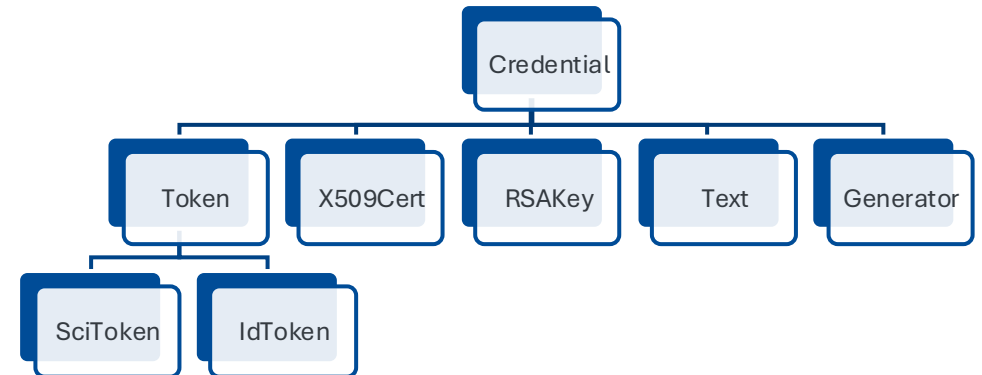 Credential
Token
X509Cert
RSAKey
Text
Generator
SciToken
IdToken